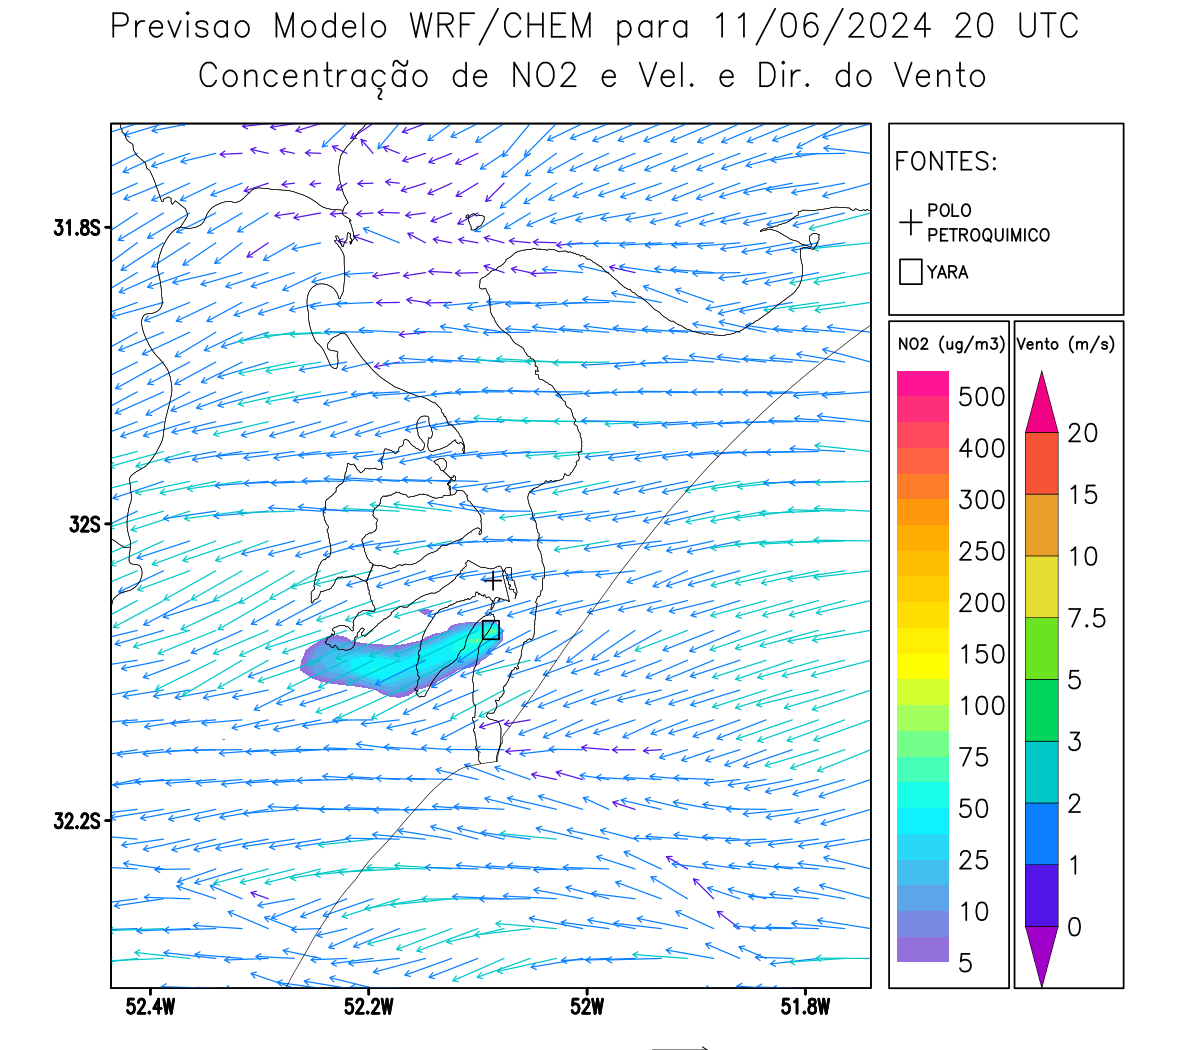 Previsao Modelo WRF/CHEM para 11/06/2024 20 UTC
Concentração de NO2 e Vel. e Dir. do Vento
FONTES:
POLO
PETROQUIMICO
YARA
NO2 (ug/m3)
500
400
300
250
200
150
100
75
50
25
10
5
Vento (m/s)
20
15
10
7.5
5
3
2
1
0
31.8S
32S
32.2S
52.4W
52.2W
52W
51.8W